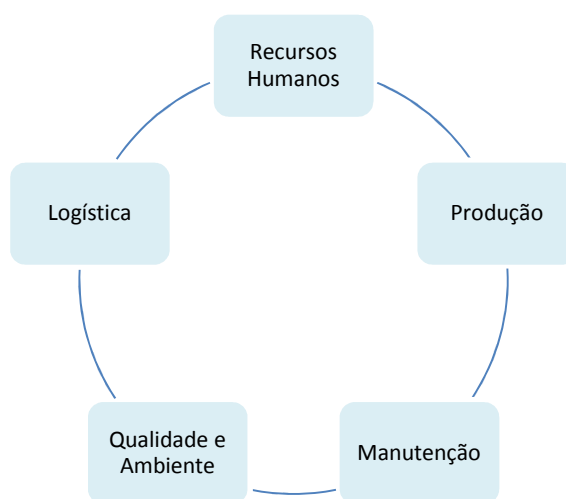 Recursos
Humanos
Logística
Produção
Qualidade e
Ambiente
Manutenção